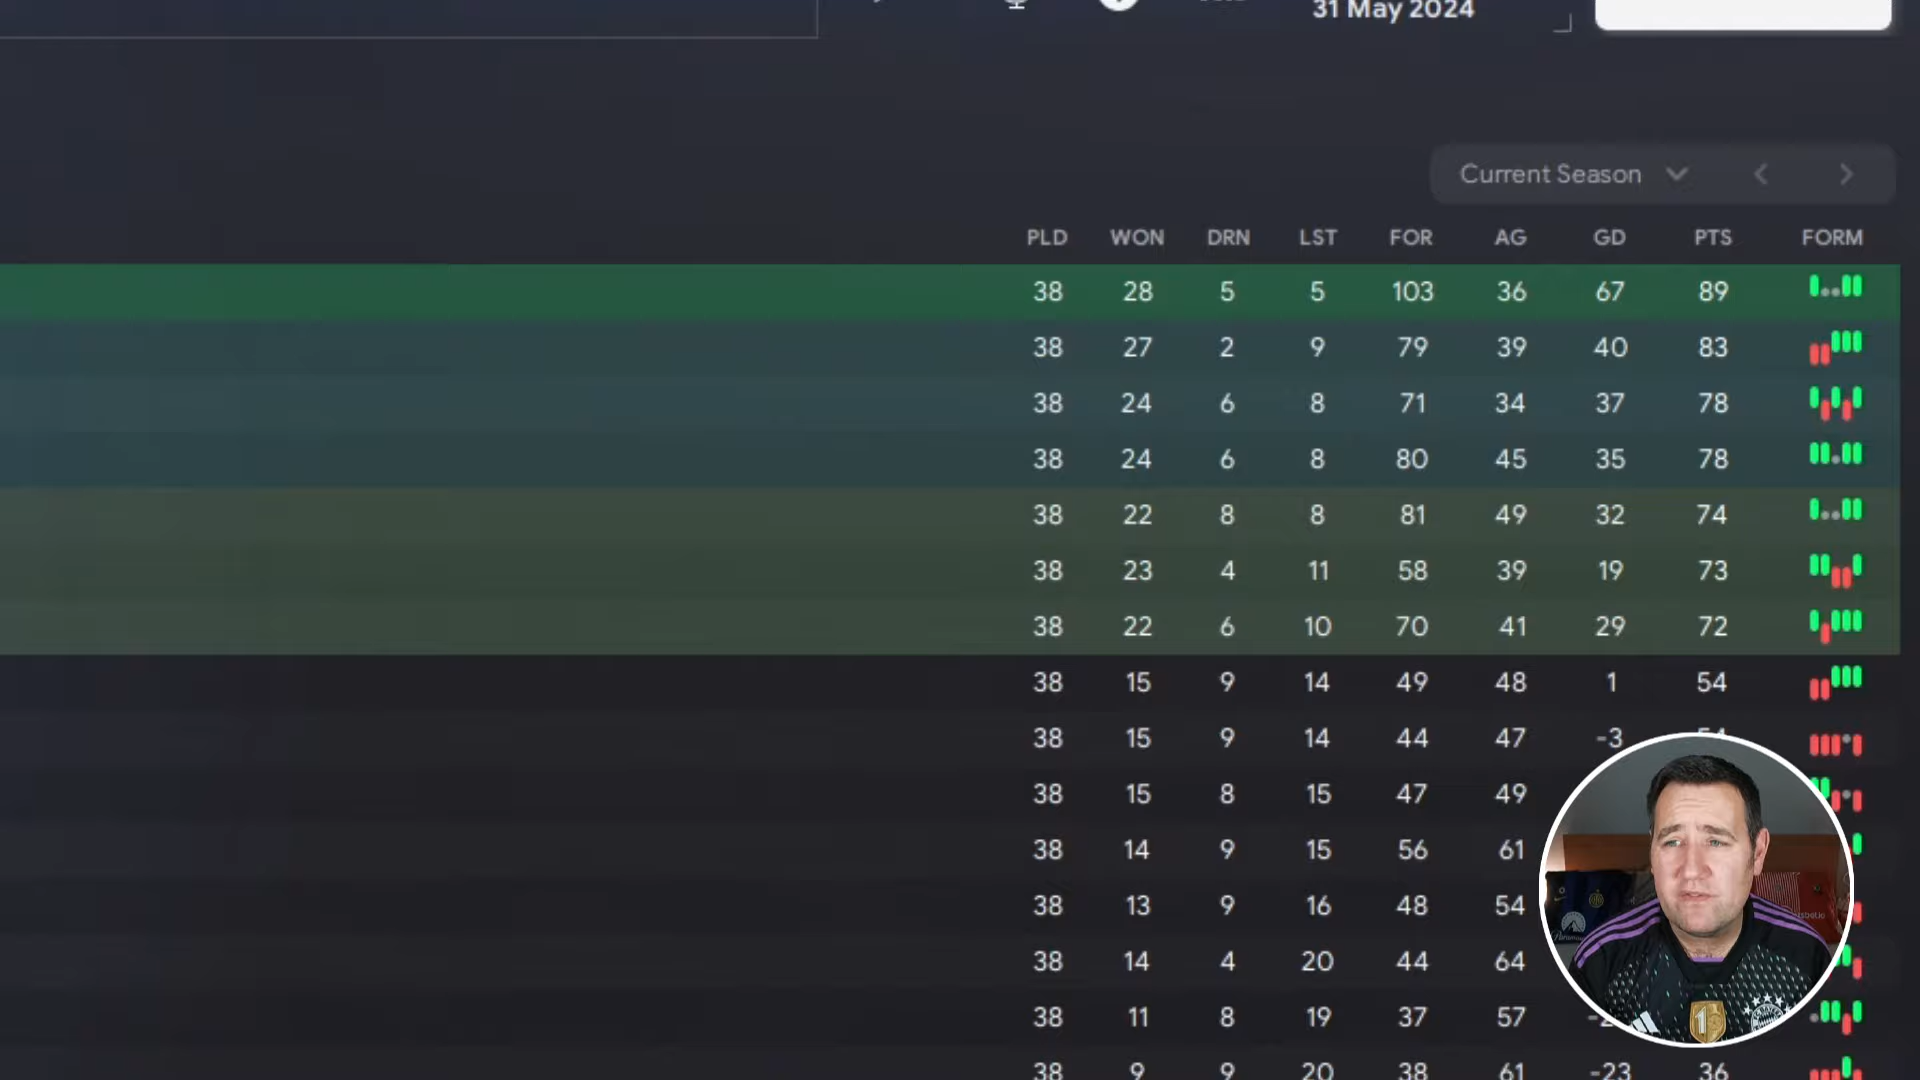 31 May 2024
Current Season
PLD WON DRN LST FOR AG GD PTS FORM
38 28 5 5 103 36 67 89
38 27 2 9 79 39 40 83
38 24 6 8 71 34 37 78
38 24 6 8 80 45 35 78
38 22 8 8 81 49 32 74
38 23 4 11 58 39 19 73
38 22 6 10 70 41 29 72
38 15 9 14 49 48 1 54
38 15 9 14 44 47 -3
38 15 8 15 47 49
38 14 9 15 56 61
38 13 9 16 48 54
38 14 4 20 44 64
38 11 8 19 37 57
38 9 9 20 38 61 -23 36